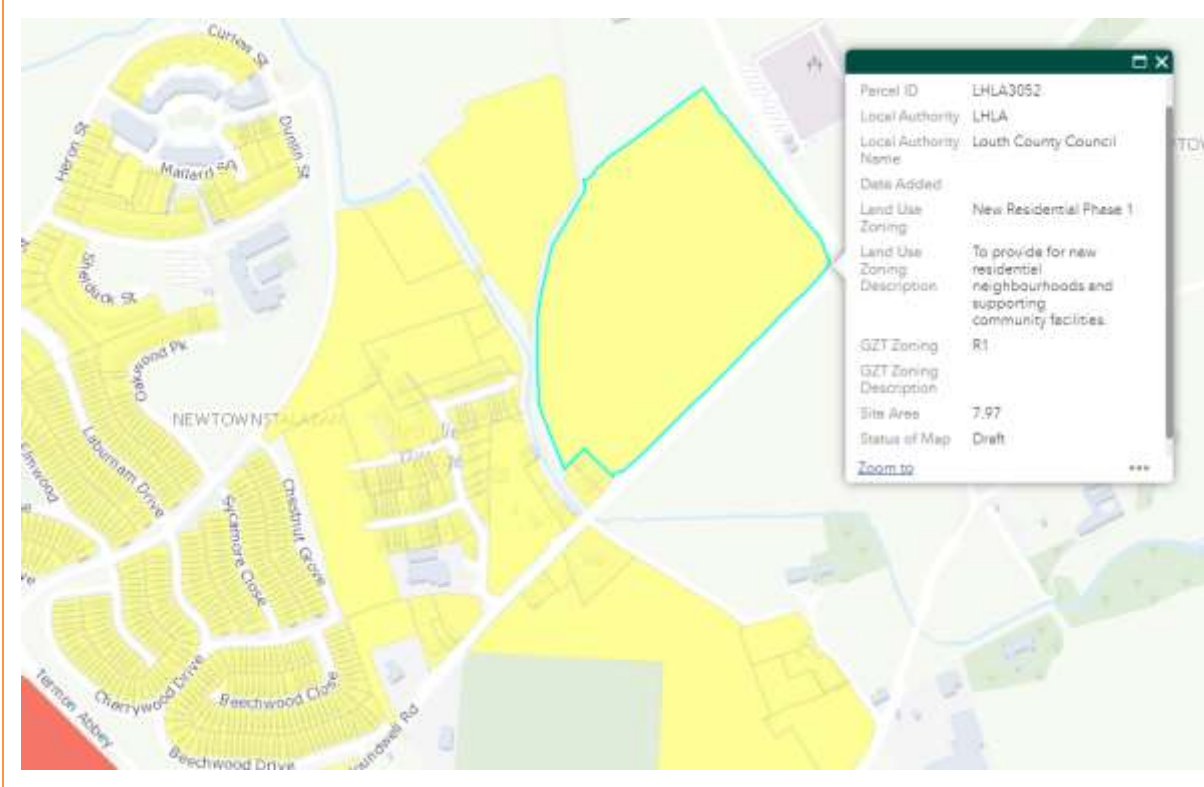 Curlew St
Heron St
Mallard Sq
Dunlin St
Shelduck St
Oakwood Pk
Laburnam Drive
Elmwood
Sycamore Close
Chestnut Grove
Cherrywood Drive
Beechwood Close
Beechwood Drive
Termon Abbey
Parcel ID LHLA3052
Local Authority LHLA
Local Authority Louth County Council
Name
Date Added
Land Use New Residential Phase 1
Zoning
Land Use To provide for new
Zoning residential
Description neighbourhoods and
supporting
community facilities.
GZT Zoning R1
GZT Zoning
Description
Site Area 7.97
Status of Map Draft
Zoom to